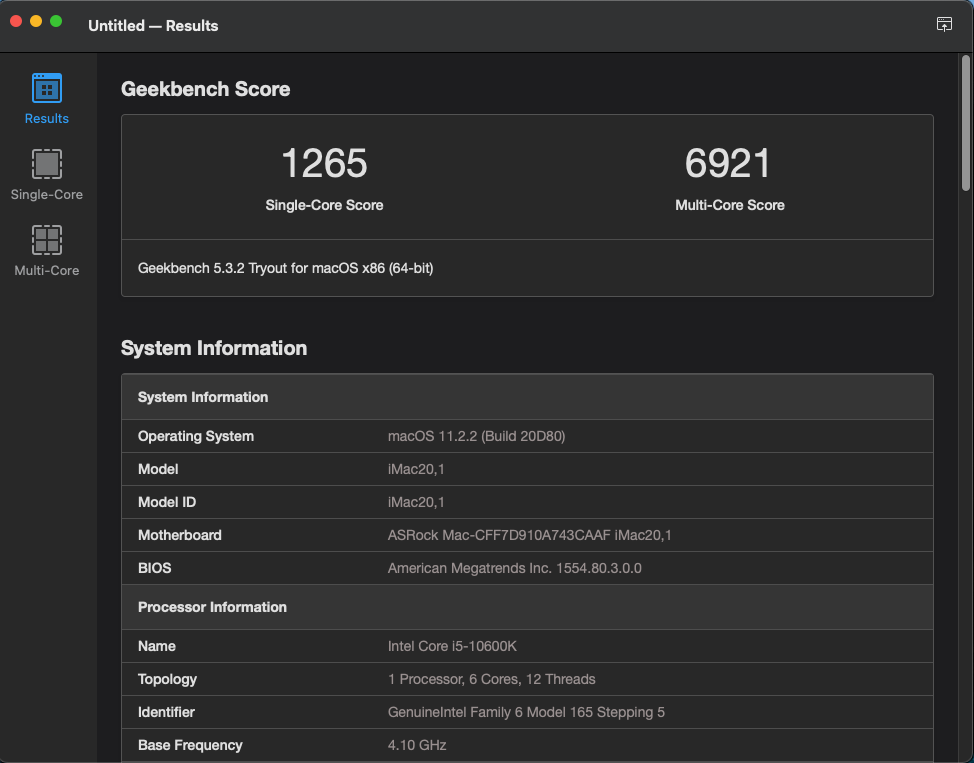 Untitled — Results
Results
Single-Core
Multi-Core
Geekbench Score
1265
Single-Core Score
6921
Multi-Core Score
Geekbench 5.3.2 Tryout for macOS x86 (64-bit)
System Information
System Information
Operating System macOS 11.2.2 (Build 20D80)
Model iMac20,1
Model ID iMac20,1
Motherboard ASRock Mac-CFF7D910A743CAAF iMac20,1
BIOS American Megatrends Inc. 1554.80.3.0.0
Processor Information
Name Intel Core i5-10600K
Topology 1 Processor, 6 Cores, 12 Threads
Identifier GenuineIntel Family 6 Model 165 Stepping 5
Base Frequency 4.10 GHz